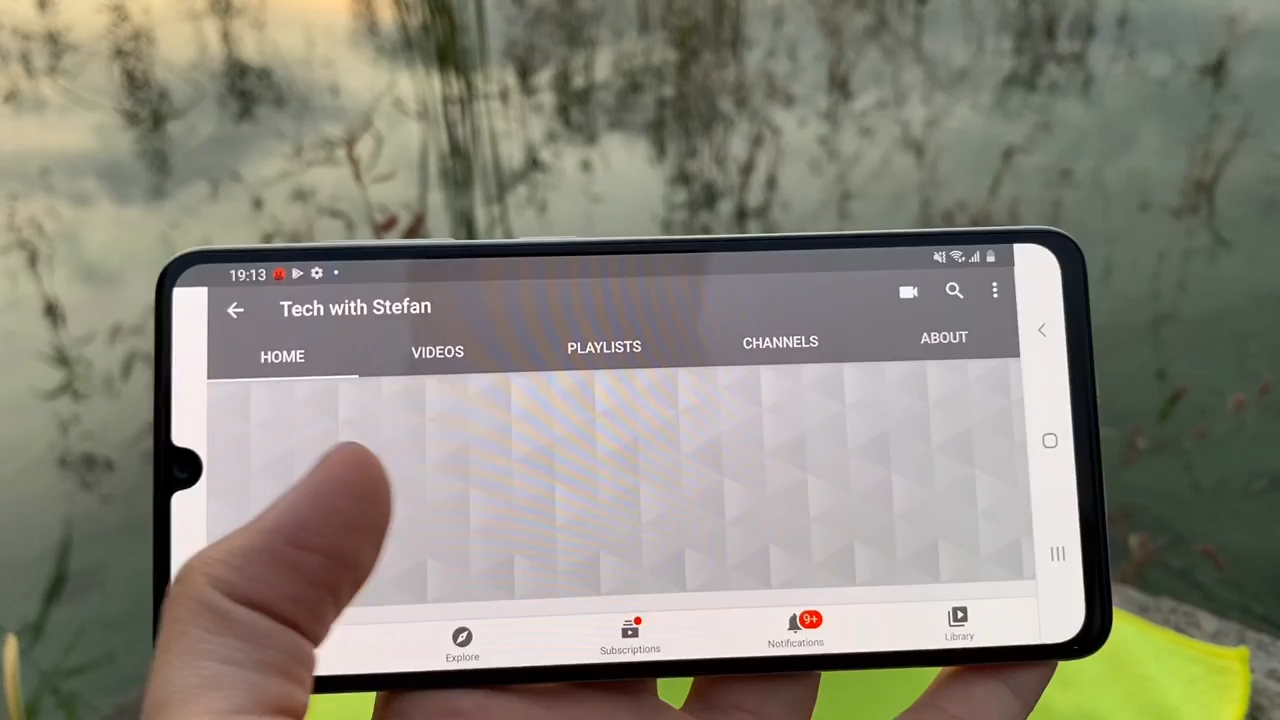 19:13
Tech with Stefan
HOME VIDEOS PLAYLISTS CHANNELS ABOUT
Explore Subscriptions 9+ Notifications Library